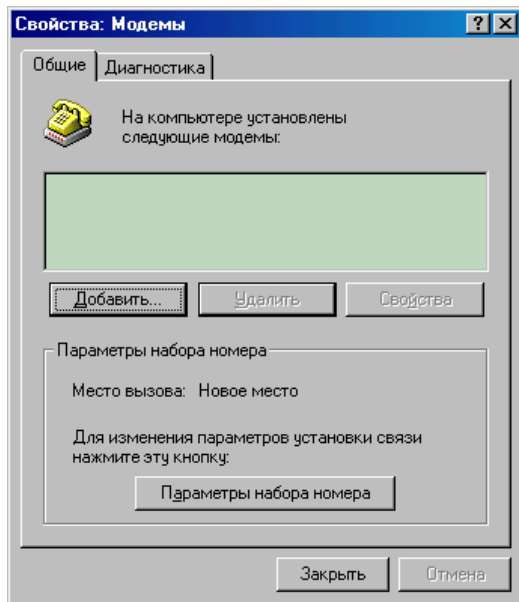 Свойства: Модемы
Общие
Диагностика
На компьютере установлены
следующие модемы:
Добавить...
Удалить
Свойства
Параметры набора номера
Место вызова: Новое место
Для изменения параметров установки связи
нажмите эту кнопку:
Параметры набора номера
Закрыть
Отмена